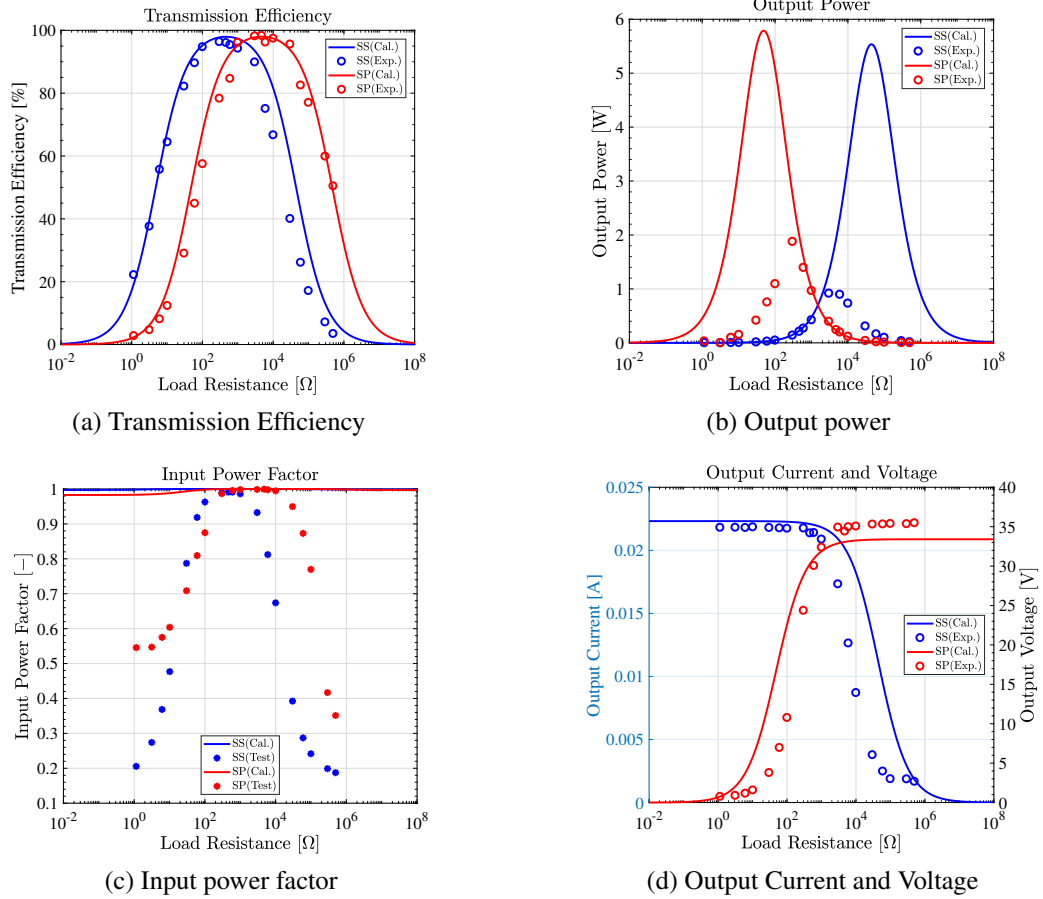 Transmission Efficiency
100
80
60
40
20
0
Transmission Efficiency [%]
SS(Cal.)
SS(Exp.)
SP(Cal.)
SP(Exp.)
10-2 100 102 104 106 108
Load Resistance [Ω]
(a) Transmission Efficiency
Output Power
6
5
4
3
2
1
0
Output Power [W]
SS(Cal.)
SS(Exp.)
SP(Cal.)
SP(Exp.)
10-2 100 102 104 106 108
Load Resistance [Ω]
(b) Output power
Input Power Factor
1
0.9
0.8
0.7
0.6
0.5
0.4
0.3
0.2
0.1
Input Power Factor [−]
SS(Cal.)
SS(Test)
SP(Cal.)
SP(Test)
10-2 100 102 104 106 108
Load Resistance [Ω]
(c) Input power factor
Output Current and Voltage
0.025
0.02
0.015
0.01
0.005
0
Output Current [A]
40
35
30
25
20
15
10
5
0
Output Voltage [V]
SS(Cal.)
SS(Exp.)
SP(Cal.)
SP(Exp.)
10-2 100 102 104 106 108
Load Resistance [Ω]
(d) Output Current and Voltage